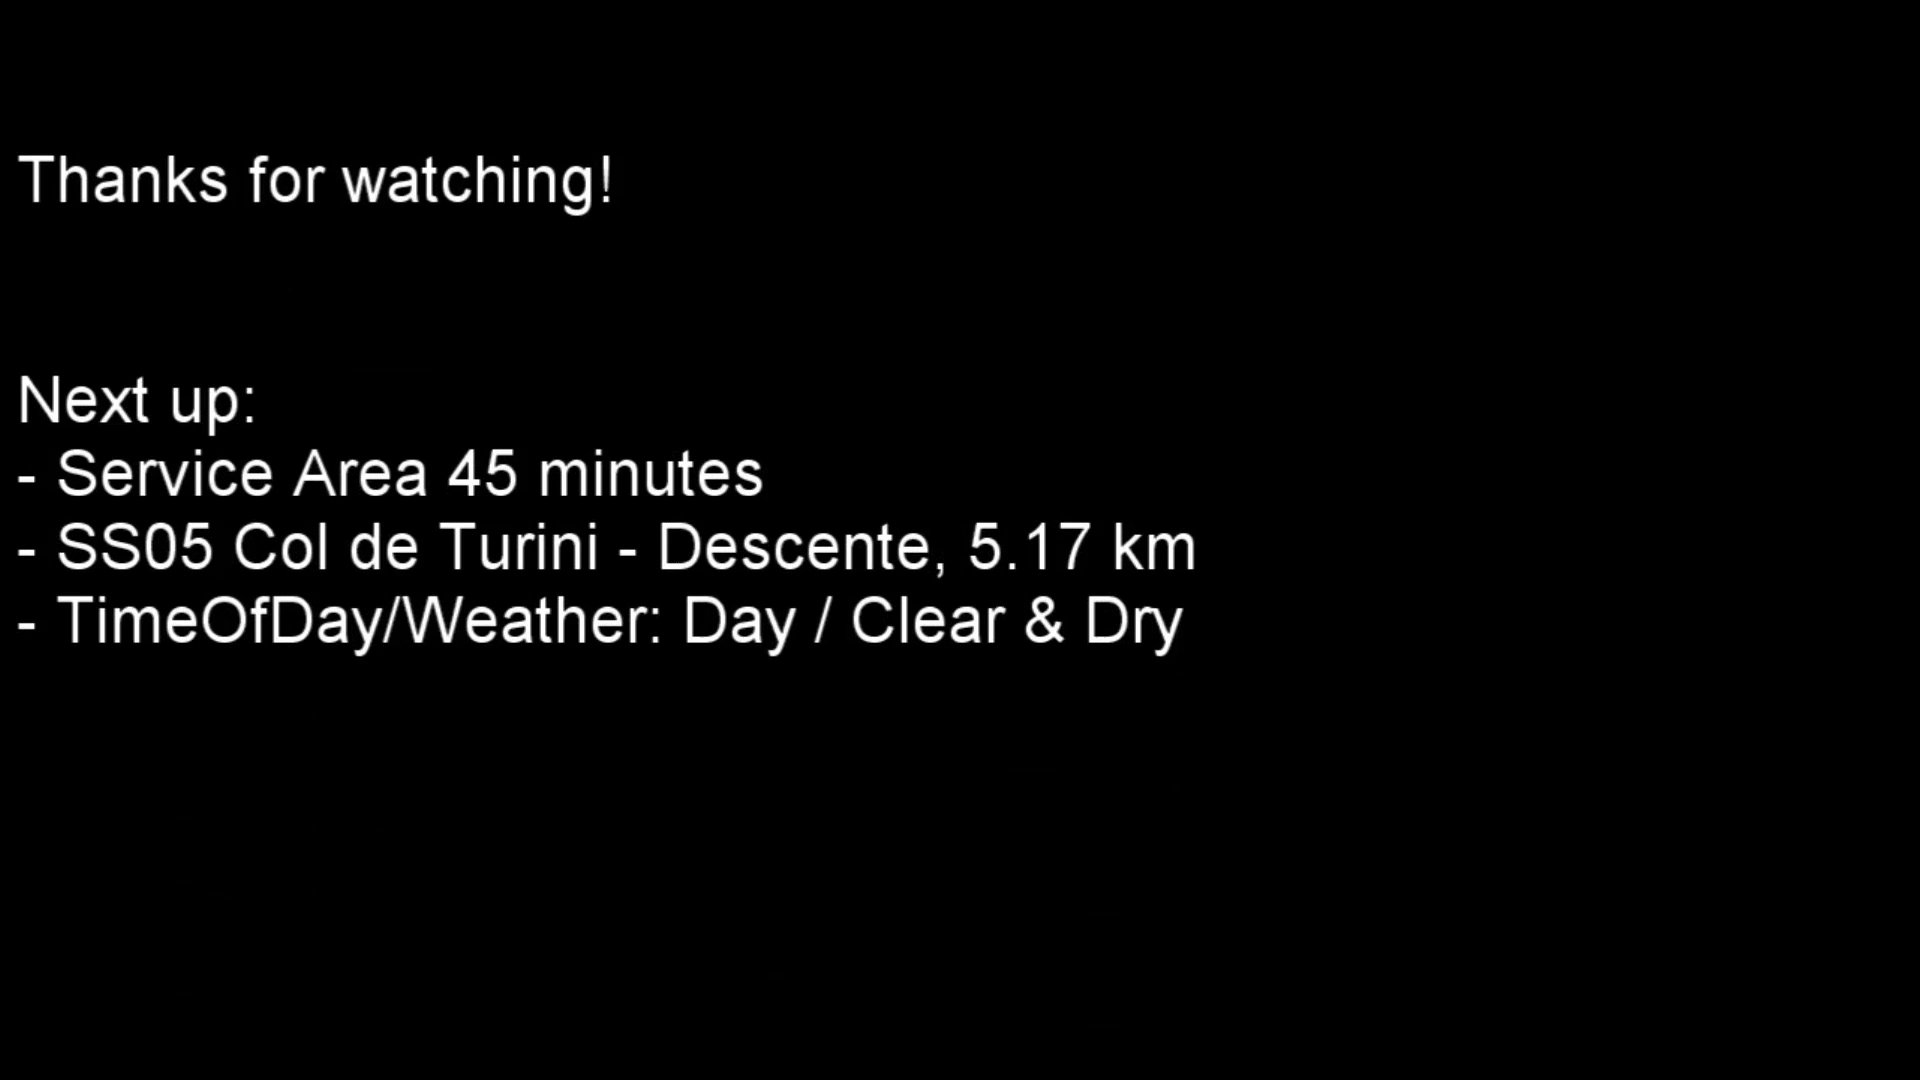 Thanks for watching!
Next up:
- Service Area 45 minutes
- SS05 Col de Turini - Descente, 5.17 km
- TimeOfDay/Weather: Day / Clear & Dry